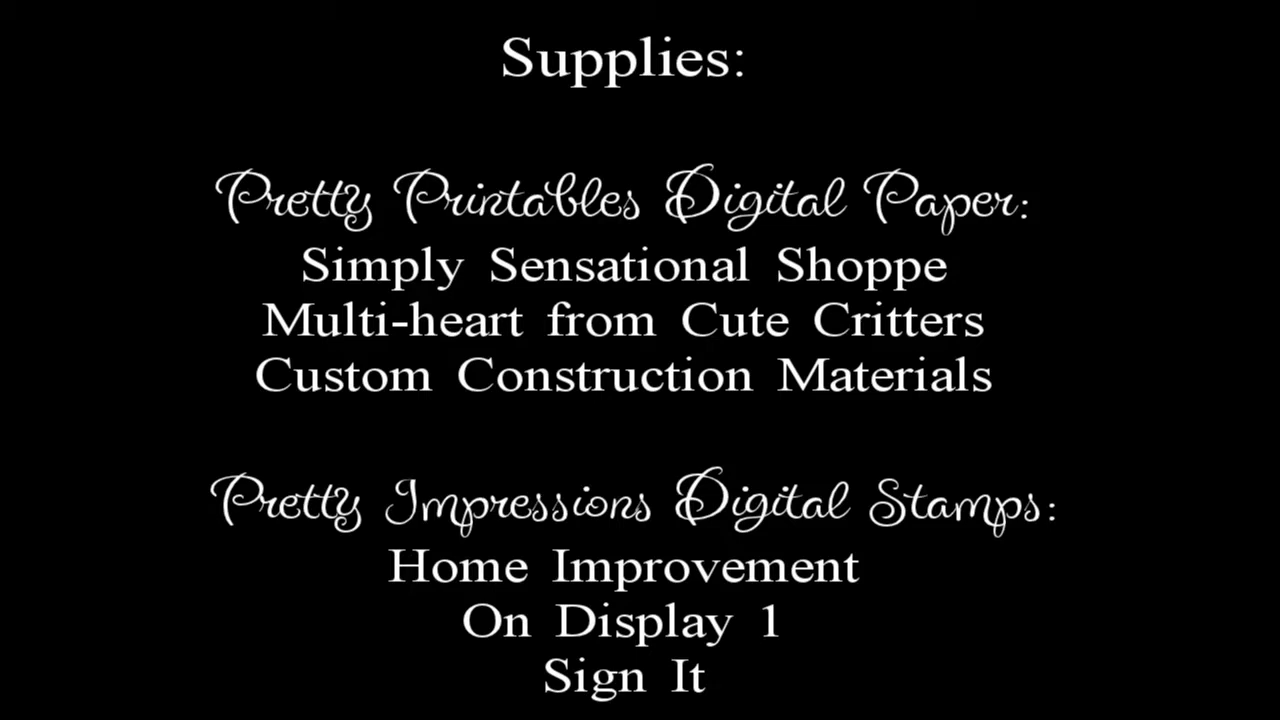 Supplies:
Pretty Printables Digital Paper:
Simply Sensational Shoppe
Multi-heart from Cute Critters
Custom Construction Materials
Pretty Impressions Digital Stamps:
Home Improvement
On Display 1
Sign It